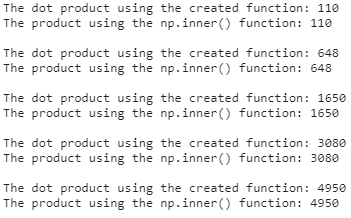 The dot product using the created function: 110
The product using the np.inner() function: 110
The dot product using the created function: 648
The product using the np.inner() function: 648
The dot product using the created function: 1650
The product using the np.inner() function: 1650
The dot product using the created function: 3080
The product using the np.inner() function: 3080
The dot product using the created function: 4950
The product using the np.inner() function: 4950